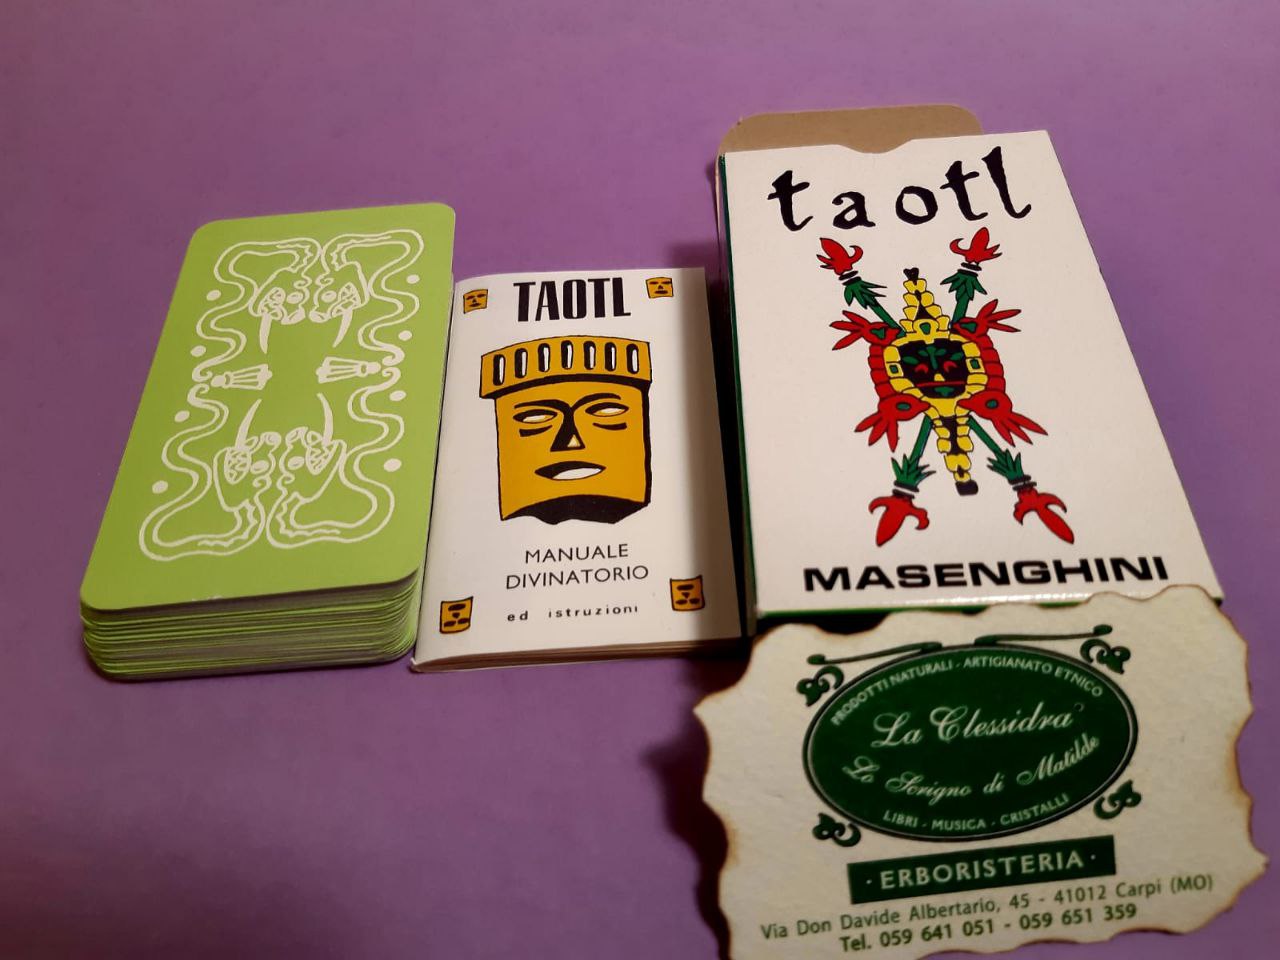 TAOTL
MANUALE
DIVINATORIO
ed istruzioni
taotl
MASENGHINI
PRODOTTI NATURALI - ARTIGIANATO ETNICO
La Clessidra
Lo Scrigno di Matilde
LIBRI - MUSICA - CRISTALLI
· ERBORISTERIA ·
Via Don Davide Albertario, 45 - 41012 Carpi (MO)
Tel. 059 641 051 - 059 651 359